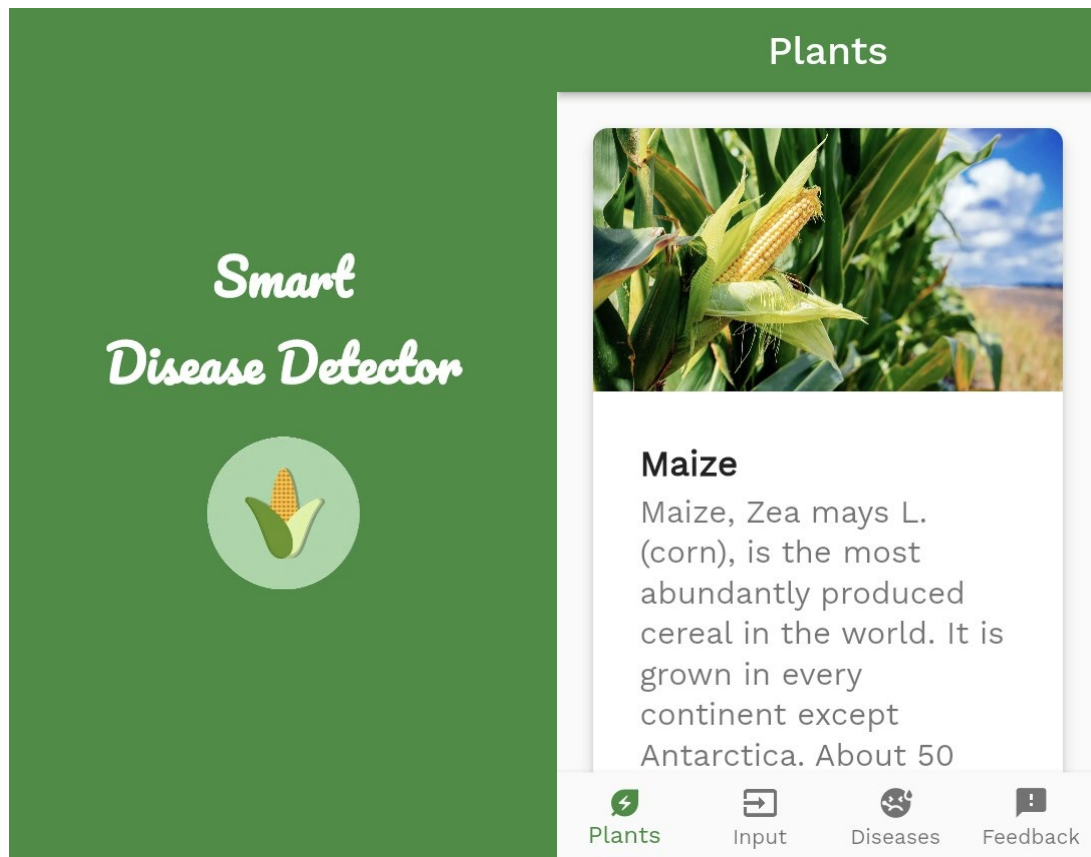 Smart
Disease Detector
Plants
Maize
Maize, Zea mays L.
(corn), is the most
abundantly produced
cereal in the world. It is
grown in every
continent except
Antarctica. About 50
Plants
Input
Diseases
Feedback